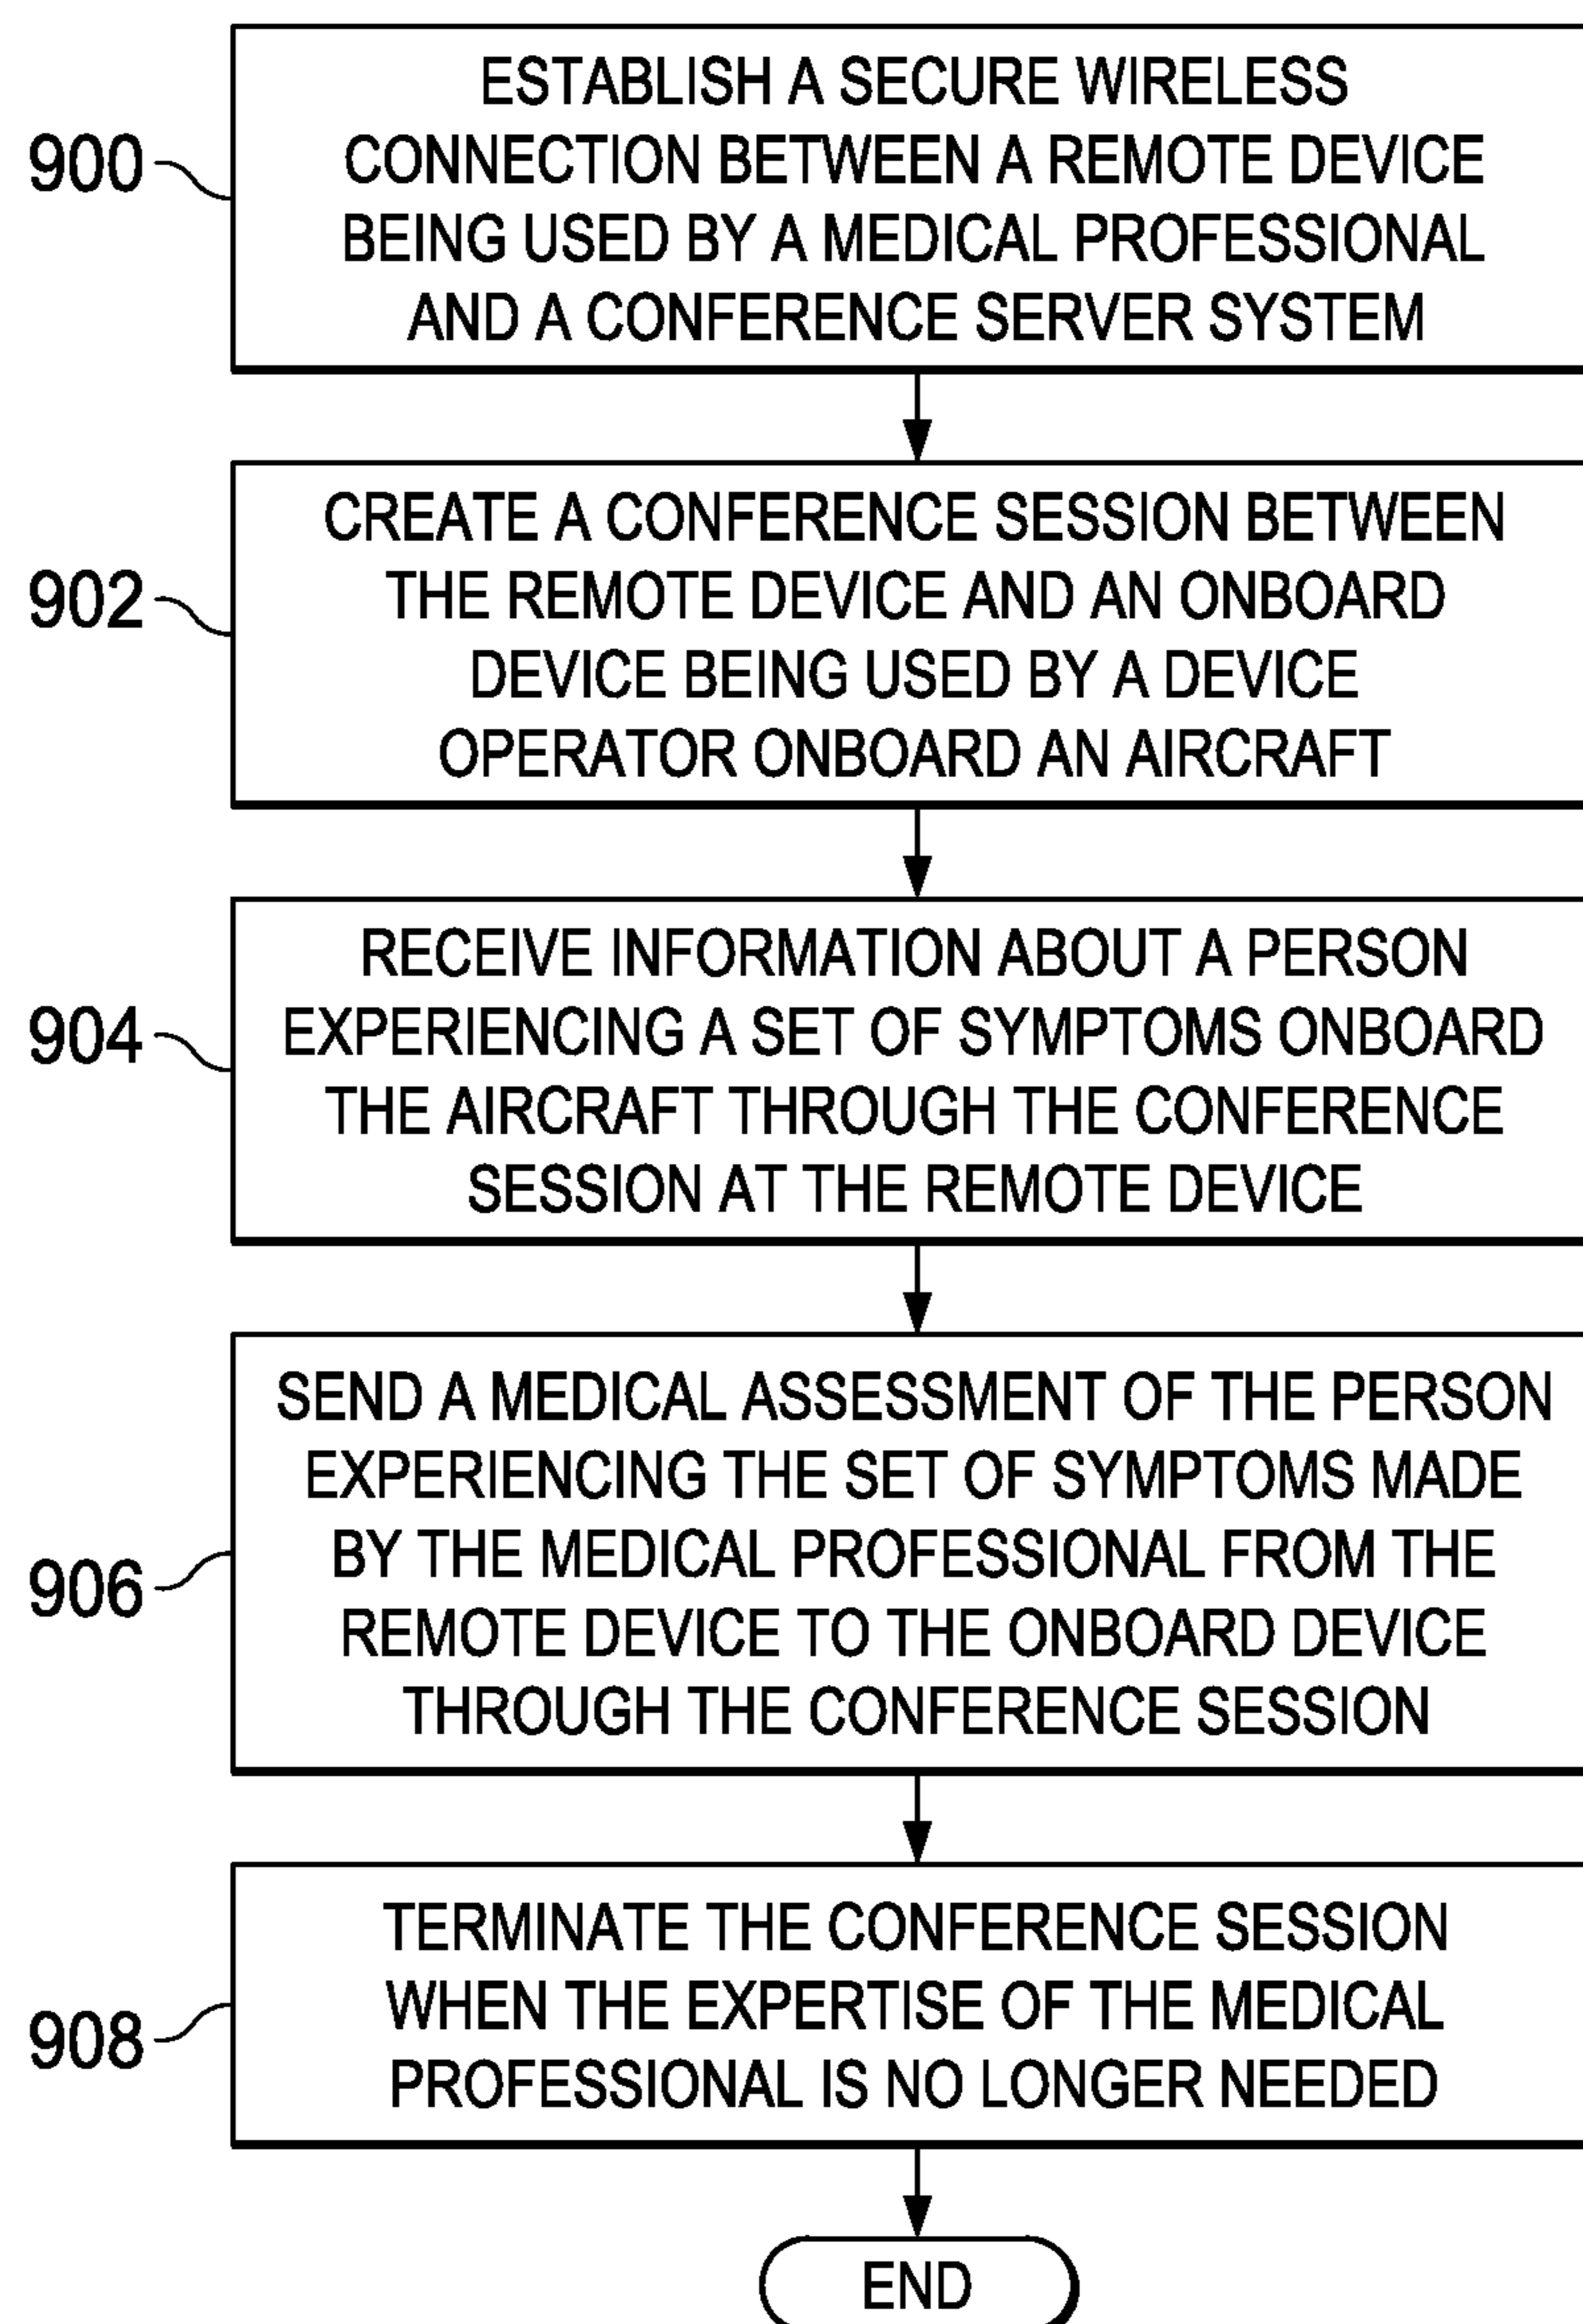 ESTABLISH A SECURE WIRELESS
900
CONNECTION BETWEEN A REMOTE DEVICE
BEING USED BY A MEDICAL PROFESSIONAL
AND A CONFERENCE SERVER SYSTEM
CREATE A CONFERENCE SESSION BETWEEN
902
THE REMOTE DEVICE AND AN ONBOARD
DEVICE BEING USED BY A DEVICE
OPERATOR ONBOARD AN AIRCRAFT
RECEIVE INFORMATION ABOUT A PERSON
904
EXPERIENCING A SET OF SYMPTOMS ONBOARD
THE AIRCRAFT THROUGH THE CONFERENCE
SESSION AT THE REMOTE DEVICE
SEND A MEDICAL ASSESSMENT OF THE PERSON
EXPERIENCING THE SET OF SYMPTOMS MADE
BY THE MEDICAL PROFESSIONAL FROM THE
906
REMOTE DEVICE TO THE ONBOARD DEVICE
THROUGH THE CONFERENCE SESSION
TERMINATE THE CONFERENCE SESSION
WHEN THE EXPERTISE OF THE MEDICAL
908
PROFESSIONAL IS NO LONGER NEEDED
END